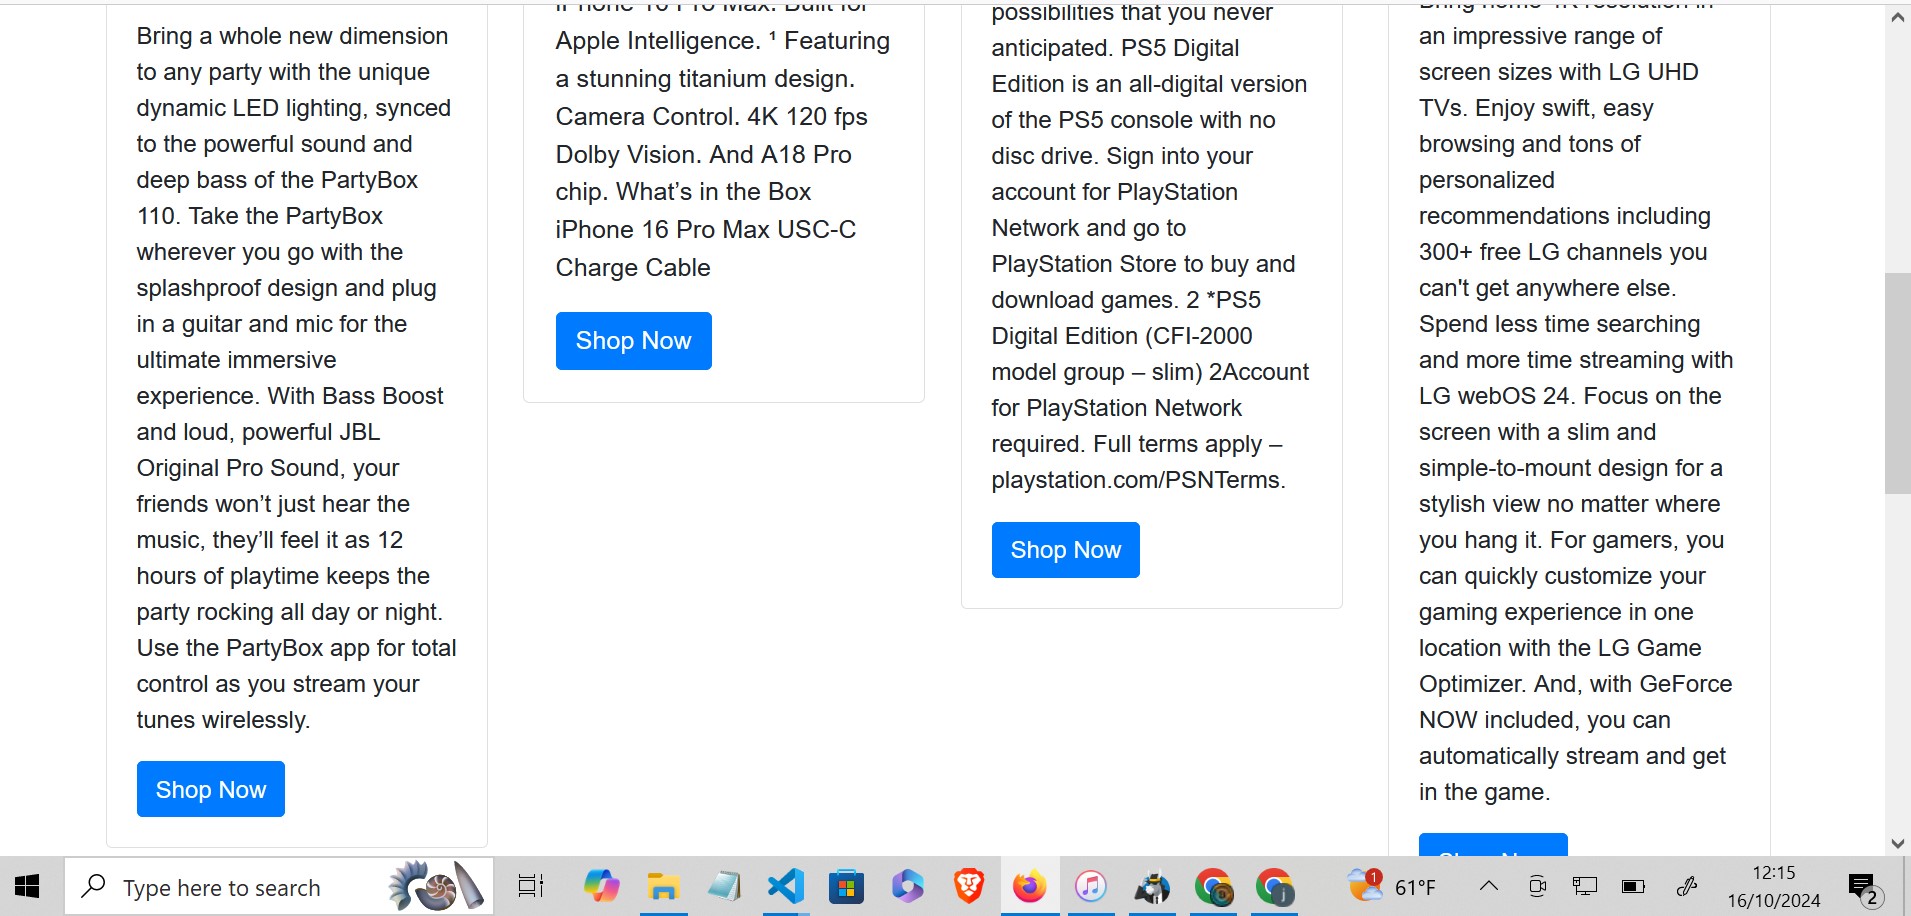 Bring a whole new dimension
to any party with the unique
dynamic LED lighting, synced
to the powerful sound and
deep bass of the PartyBox
110. Take the PartyBox
wherever you go with the
splashproof design and plug
in a guitar and mic for the
ultimate immersive
experience. With Bass Boost
and loud, powerful JBL
Original Pro Sound, your
friends won’t just hear the
music, they’ll feel it as 12
hours of playtime keeps the
party rocking all day or night.
Use the PartyBox app for total
control as you stream your
tunes wirelessly.
Shop Now
iPhone 16 Pro Max. Built for
Apple Intelligence. ¹ Featuring
a stunning titanium design.
Camera Control. 4K 120 fps
Dolby Vision. And A18 Pro
chip. What’s in the Box
iPhone 16 Pro Max USC-C
Charge Cable
Shop Now
possibilities that you never
anticipated. PS5 Digital
Edition is an all-digital version
of the PS5 console with no
disc drive. Sign into your
account for PlayStation
Network and go to
PlayStation Store to buy and
download games. 2 *PS5
Digital Edition (CFI-2000
model group – slim) 2Account
for PlayStation Network
required. Full terms apply –
playstation.com/PSNTerms.
Shop Now
Bring home 4K resolution in
an impressive range of
screen sizes with LG UHD
TVs. Enjoy swift, easy
browsing and tons of
personalized
recommendations including
300+ free LG channels you
can't get anywhere else.
Spend less time searching
and more time streaming with
LG webOS 24. Focus on the
screen with a slim and
simple-to-mount design for a
stylish view no matter where
you hang it. For gamers, you
can quickly customize your
gaming experience in one
location with the LG Game
Optimizer. And, with GeForce
NOW included, you can
automatically stream and get
in the game.
Shop Now
Type here to search
1
61°F
12:15
16/10/2024
2